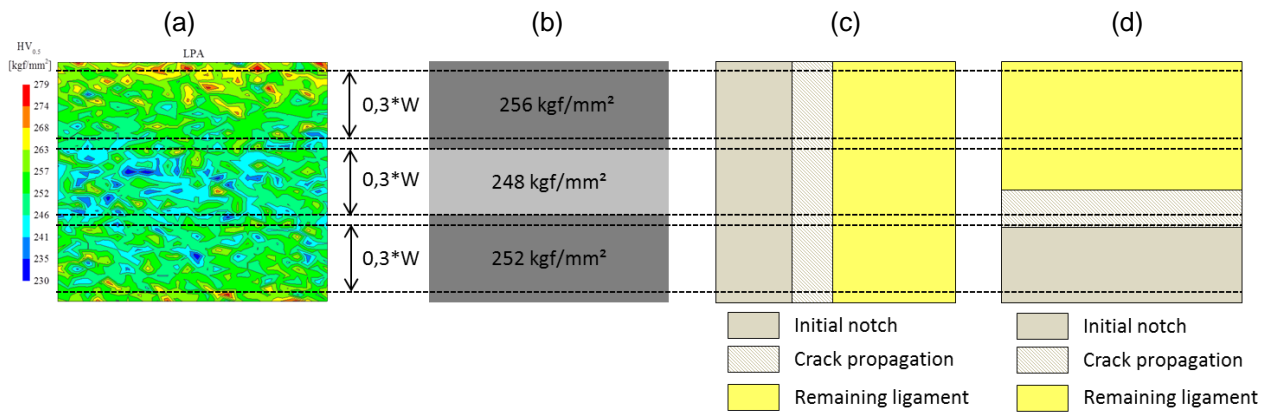 (a) (b) (c) (d)
HV0.5
[kgf/mm²]
LPA
279
274
268
263
257
252
246
241
235
230
0,3*W
0,3*W
0,3*W
256 kgf/mm²
248 kgf/mm²
252 kgf/mm²
Initial notch
Crack propagation
Remaining ligament
Initial notch
Crack propagation
Remaining ligament